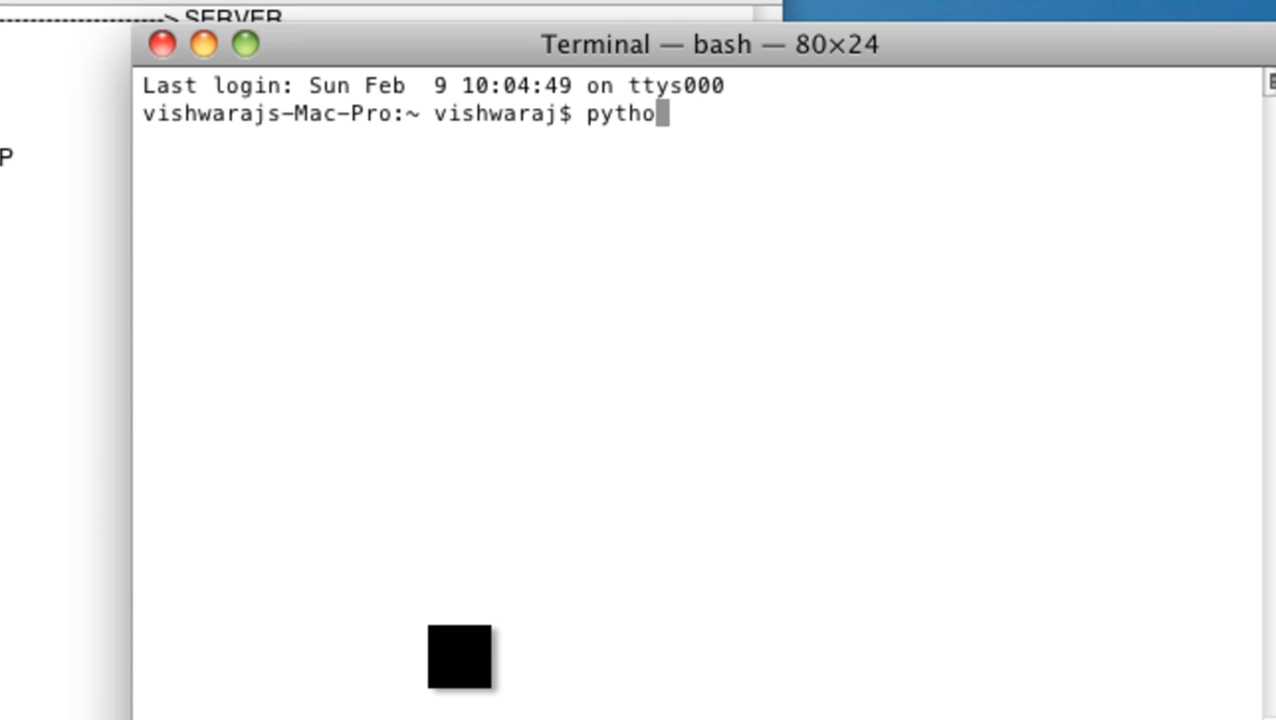 ---------------------> SERVER
Terminal — bash — 80×24
Last login: Sun Feb  9 10:04:49 on ttys000
vishwarajs-Mac-Pro:~ vishwaraj$ pytho
P